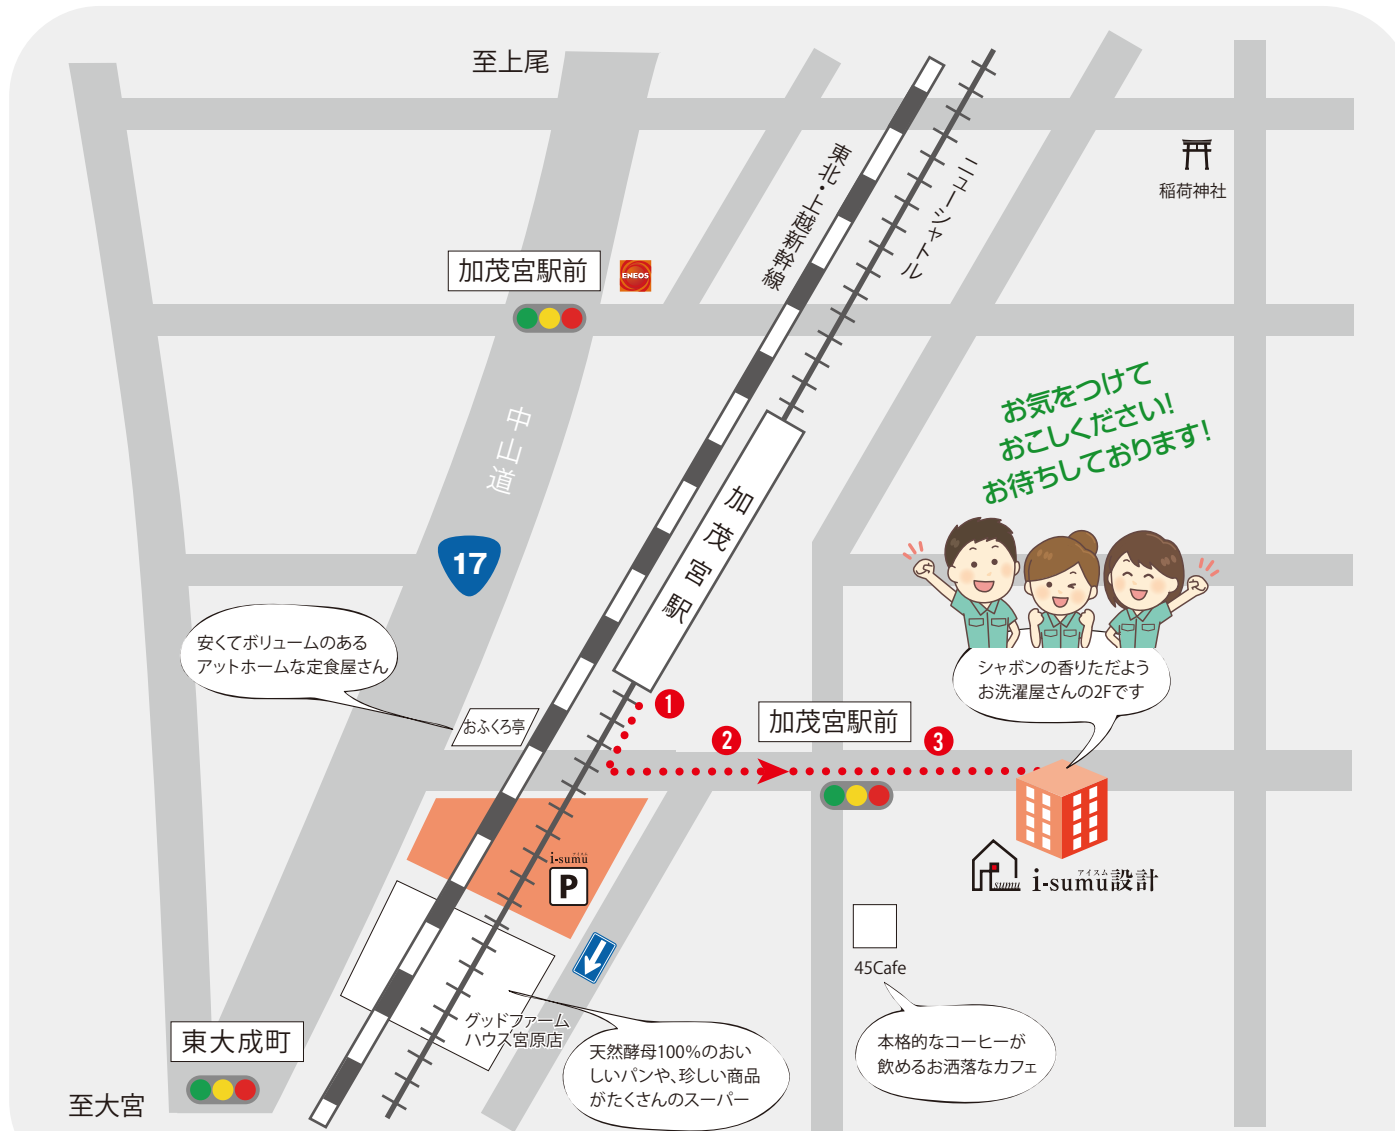 至上尾
東北・上越新幹線
ニューシャトル
稲荷神社
加茂宮駅前
ENEOS
お気をつけて
おこしください!
お待ちしております!
中山道
17
加茂宮駅
安くてボリュームのある
アットホームな定食屋さん
シャボンの香りただよう
お洗濯屋さんの2Fです
おふくろ亭
1
2
加茂宮駅前
3
アイスム
i-sumu
P
sumu
アイスム
i-sumu設計
45Cafe
グッドファーム
ハウス宮原店
本格的なコーヒーが
飲めるお洒落なカフェ
天然酵母100%のおい
しいパンや、珍しい商品
がたくさんのスーパー
東大成町
至大宮